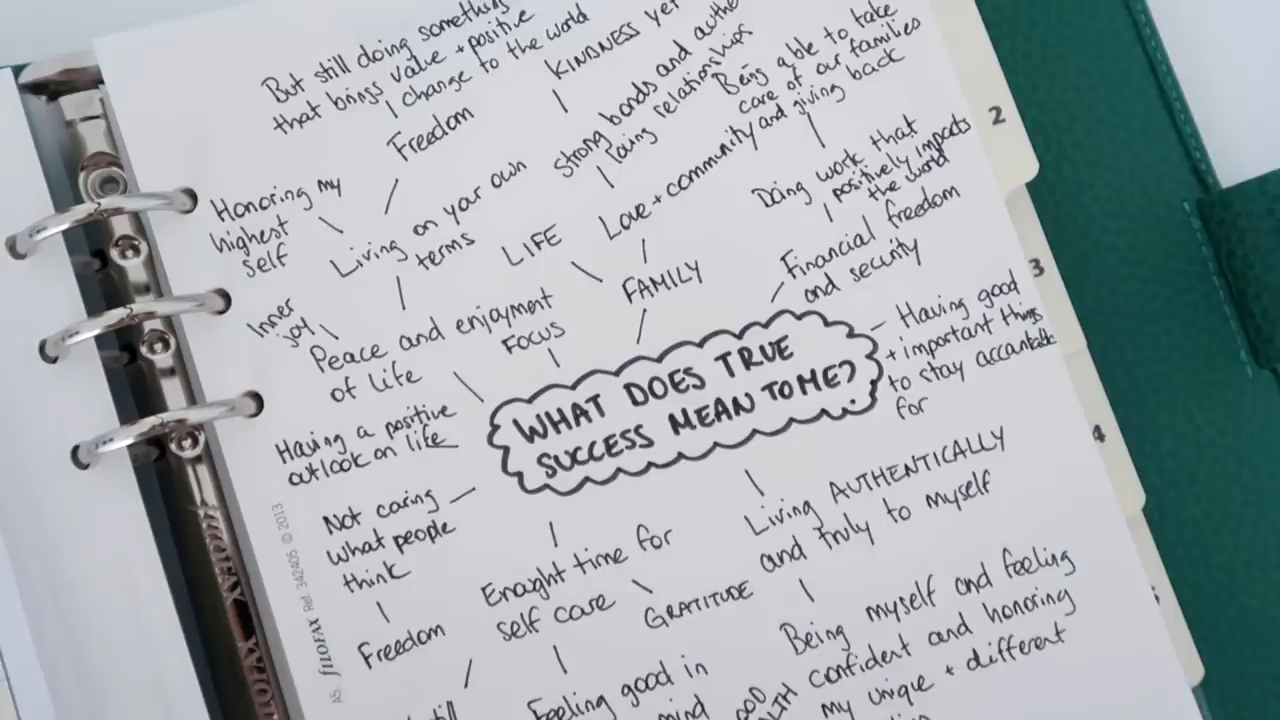 But still doing something
that brings value + positive
change to the world
KINDNESS
Freedom
strong bonds and
loving relationships
Being able to take
care of our families
and giving back
Love + community
Doing work that
positively impacts
the world
Honoring my
highest
self
Living on your own
terms
LIFE
FAMILY
Financial freedom
and security
Inner
joy
Peace and enjoyment
of life
FOCUS
Having good
+ important things
to stay accantable
for
WHAT DOES TRUE
SUCCESS MEAN TO ME?
Having a positive
outlook on life
Not caring
what people
think
Freedom
Enought time for
self care
GRATITUDE
Living AUTHENTICALLY
and truly to myself
Being myself and feeling
confident and honoring
my unique + different
Feeling good in
mind
2
3
4
A5 filofax Ref. 342405 © 2013
FILOFAX